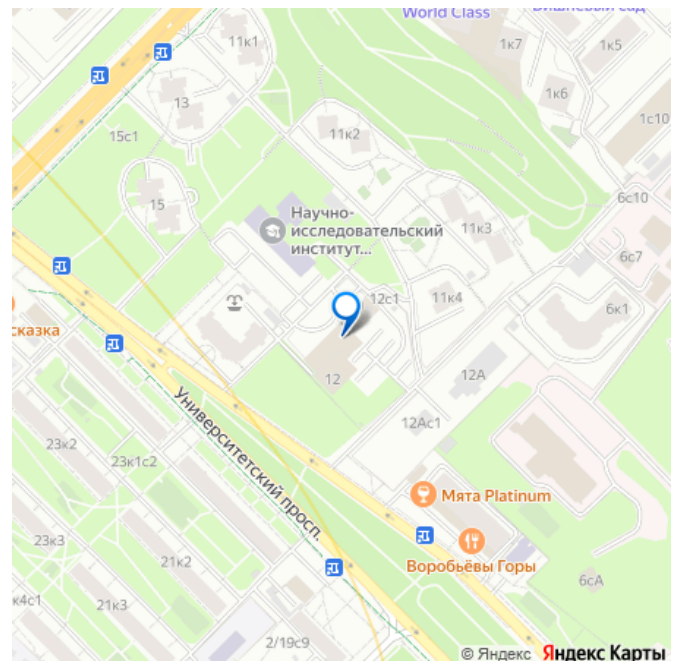 World Class
Вишнёвый сад
11к1
1к7
1к5
1к6
13
1с10
15с1
11к2
6с10
15
Научно-
исследовательский
институт...
11к3
6с7
12с1
11к4
6к1
сказка
12
12А
Университетский просп.
12Ас1
23к2
23к1с2
Мята Platinum
23к3
21к2
Воробьёвы Горы
6сА
к4с1
21к3
2/19с9
© Яндекс Яндекс Карты